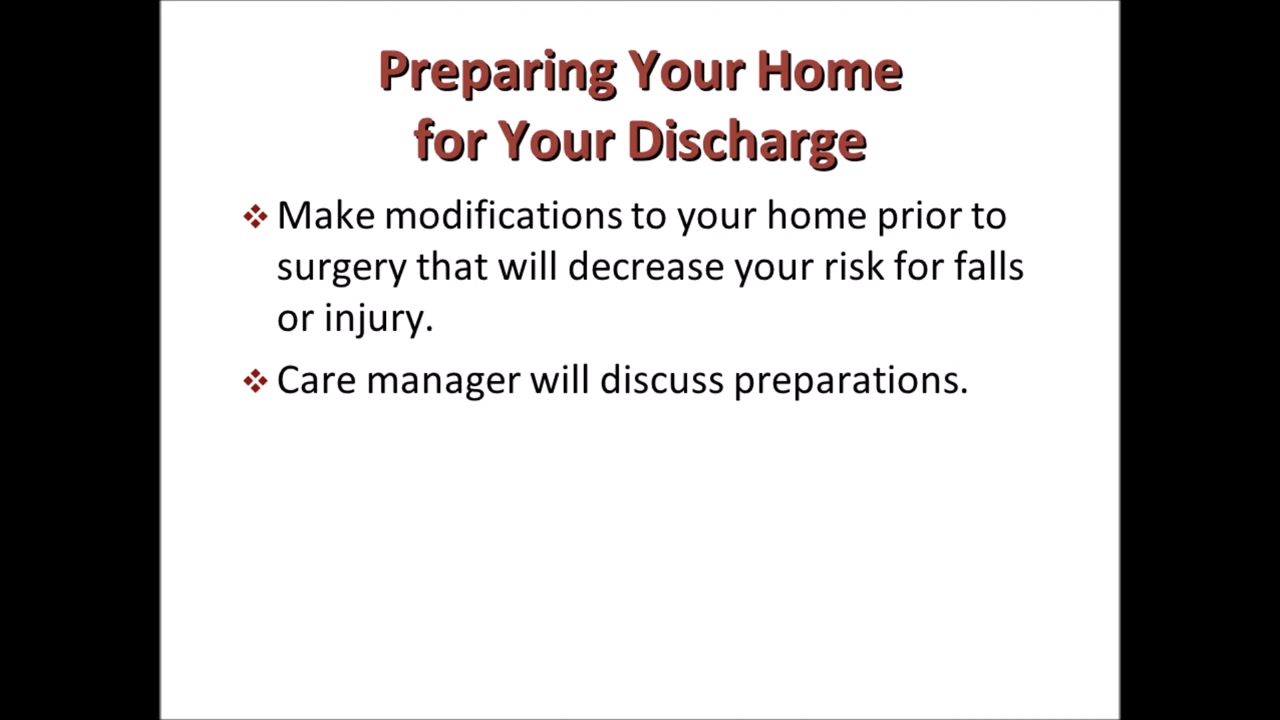 Preparing Your Home
for Your Discharge
❖ Make modifications to your home prior to
surgery that will decrease your risk for falls
or injury.
❖ Care manager will discuss preparations.